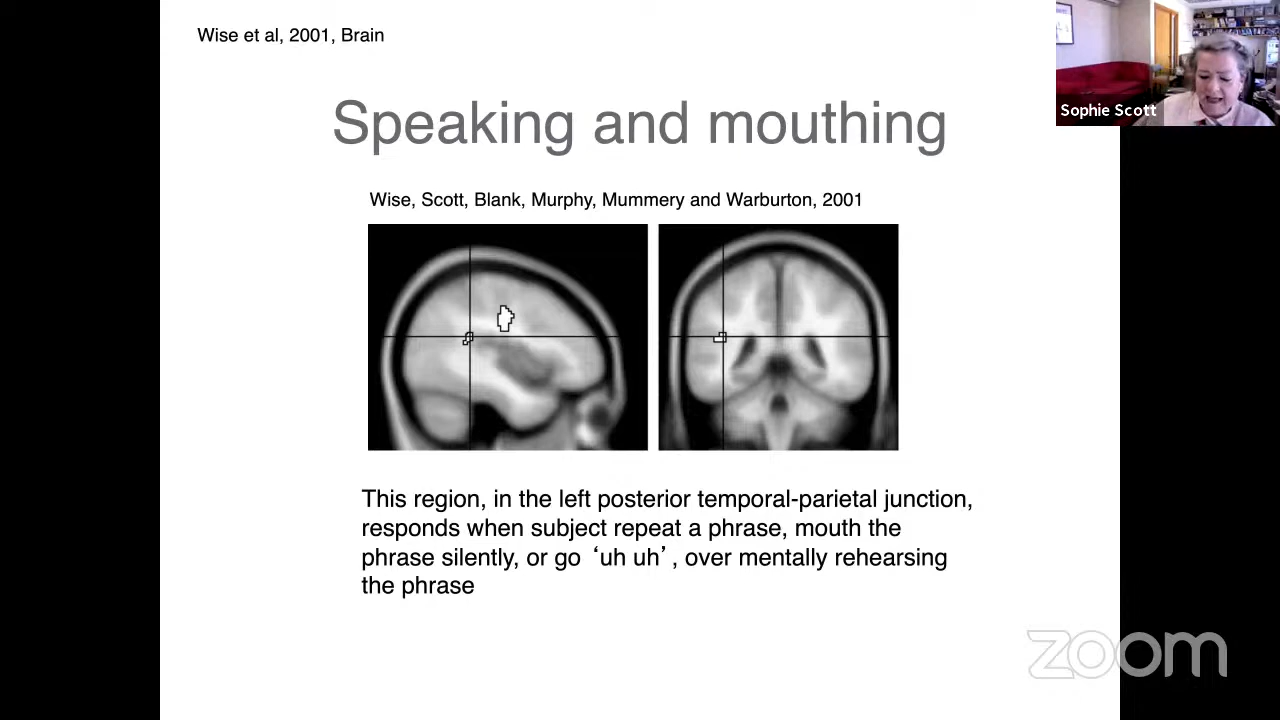 Wise et al, 2001, Brain
Sophie Scott
Speaking and mouthing
Wise, Scott, Blank, Murphy, Mummery and Warburton, 2001
This region, in the left posterior temporal-parietal junction,
responds when subject repeat a phrase, mouth the
phrase silently, or go ‘uh uh’, over mentally rehearsing
the phrase
zoom